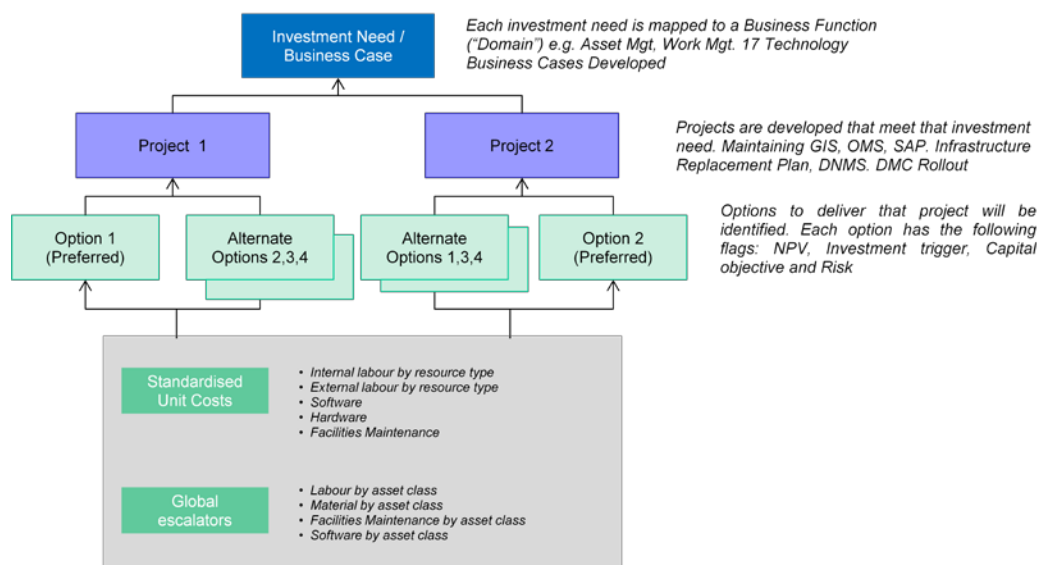 Investment Need /
Business Case
Each investment need is mapped to a Business Function
(“Domain”) e.g. Asset Mgt, Work Mgt. 17 Technology
Business Cases Developed
Project 1
Project 2
Projects are developed that meet that investment
need. Maintaining GIS, OMS, SAP. Infrastructure
Replacement Plan, DNMS. DMC Rollout
Option 1
(Preferred)
Alternate
Options 2,3,4
Alternate
Options 1,3,4
Option 2
(Preferred)
Options to deliver that project will be
identified. Each option has the following
flags: NPV, Investment trigger, Capital
objective and Risk
Standardised
Unit Costs
• Internal labour by resource type
• External labour by resource type
• Software
• Hardware
• Facilities Maintenance
Global
escalators
• Labour by asset class
• Material by asset class
• Facilities Maintenance by asset class
• Software by asset class